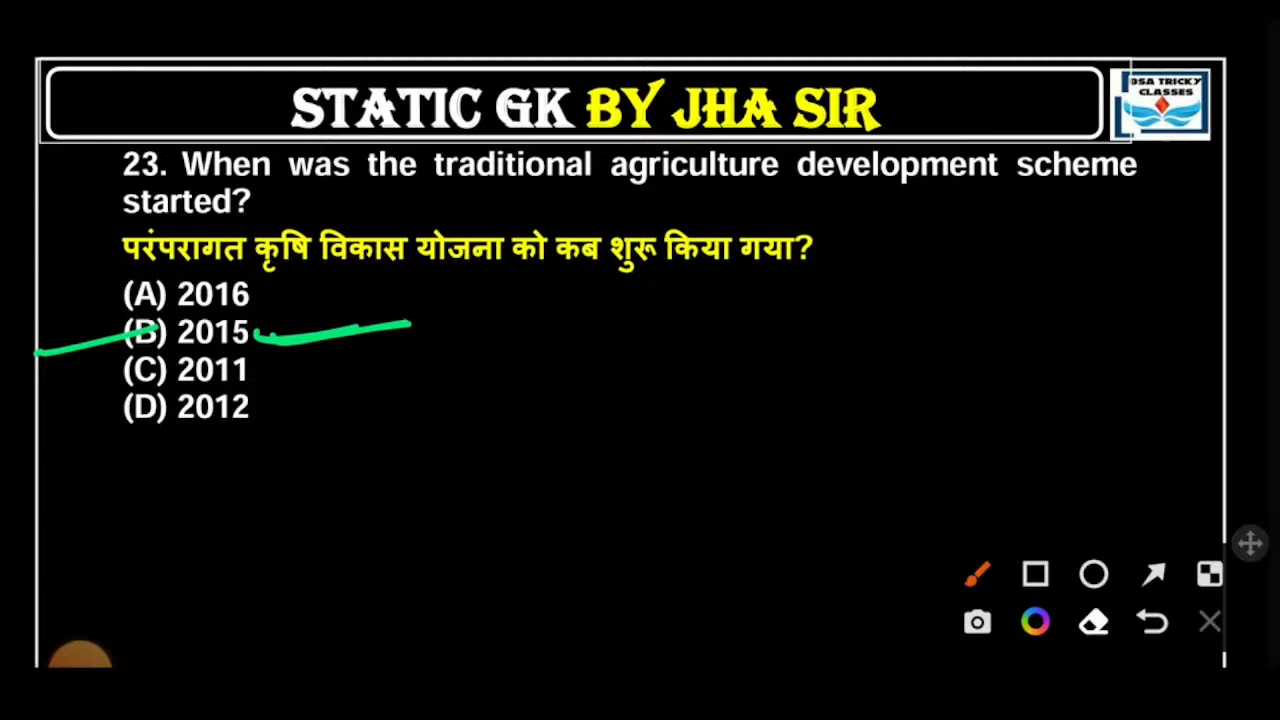 STATIC GK BY JHA SIR
DSA TRICKY
CLASSES
23. When was the traditional agriculture development scheme
started?
परंपरागत कृषि विकास योजना को कब शुरू किया गया?
(A) 2016
(B) 2015
(C) 2011
(D) 2012